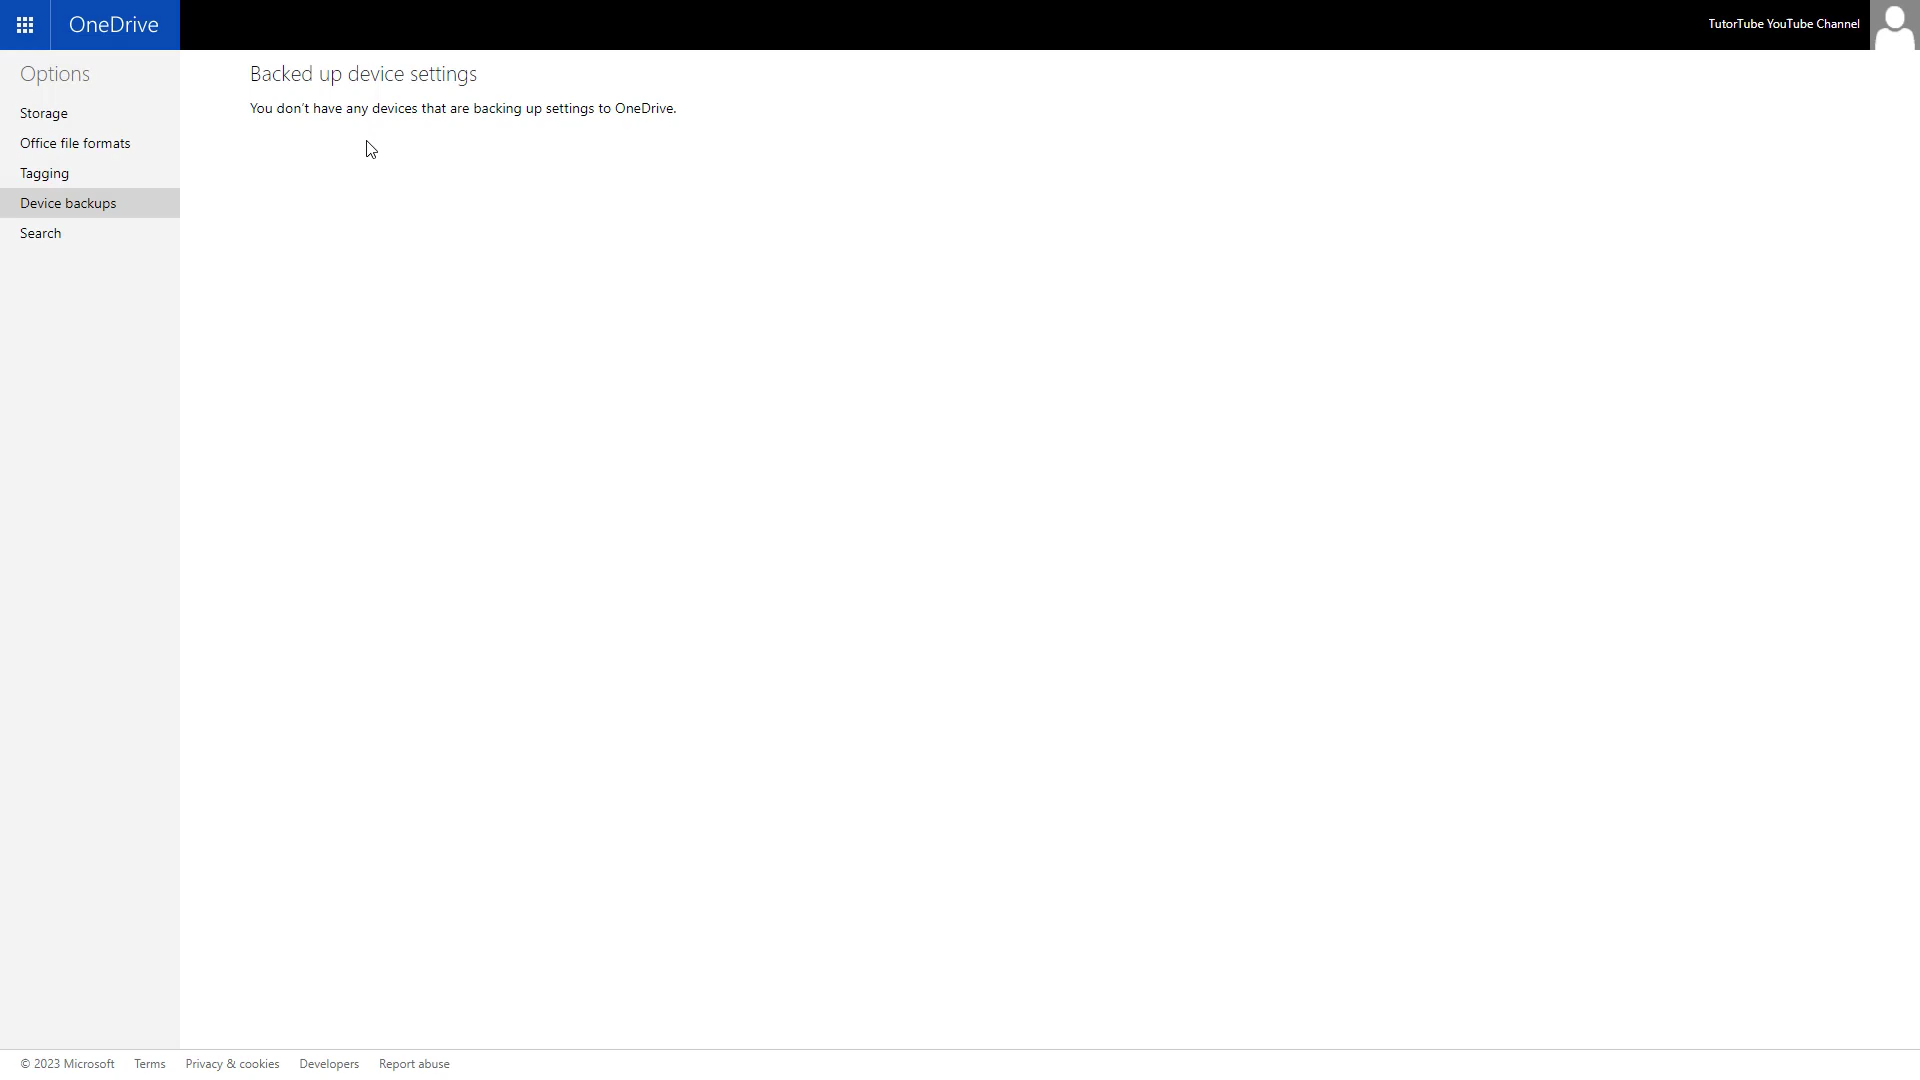 OneDrive
TutorTube YouTube Channel
Options
Storage
Office file formats
Tagging
Device backups
Search
Backed up device settings
You don't have any devices that are backing up settings to OneDrive.
© 2023 Microsoft Terms Privacy & cookies Developers Report abuse